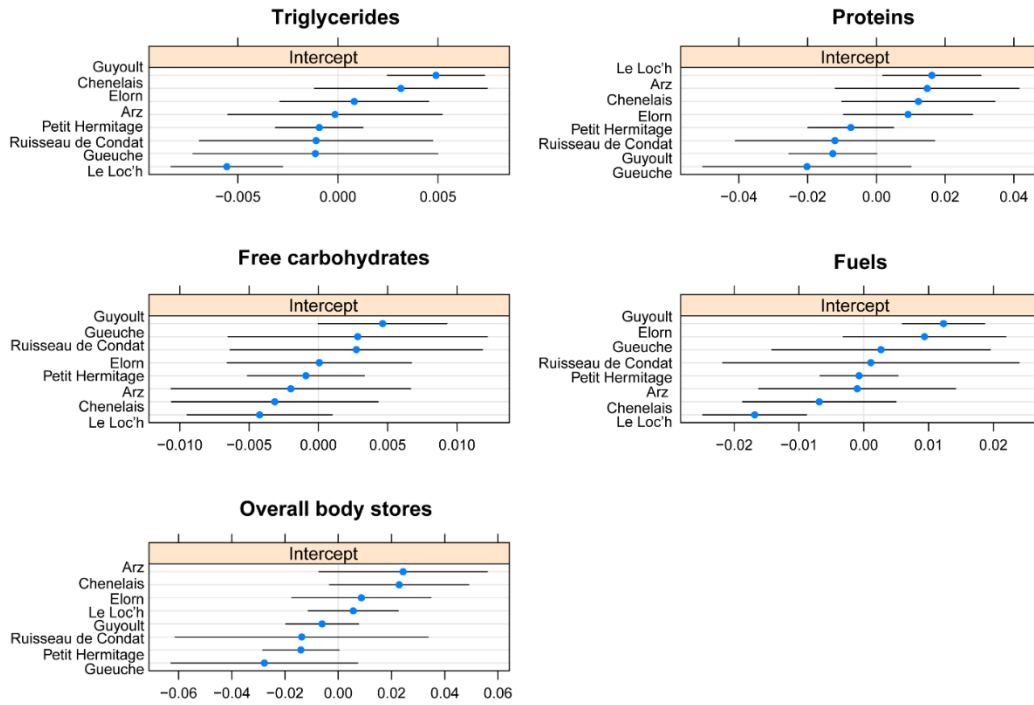 Triglycerides
Intercept
Guyoult
Chenelais
Elorn
Arz
Petit Hermitage
Ruisseau de Condat
Gueuche
Le Loc'h
−0.005 0.000 0.005
Proteins
Intercept
Le Loc'h
Arz
Chenelais
Elorn
Petit Hermitage
Ruisseau de Condat
Guyoult
Gueuche
−0.04 −0.02 0.00 0.02 0.04
Free carbohydrates
Intercept
Guyoult
Gueuche
Ruisseau de Condat
Elorn
Petit Hermitage
Arz
Chenelais
Le Loc'h
−0.010 −0.005 0.000 0.005 0.010
Fuels
Intercept
Guyoult
Elorn
Gueuche
Ruisseau de Condat
Petit Hermitage
Arz
Chenelais
Le Loc'h
−0.02 −0.01 0.00 0.01 0.02
Overall body stores
Intercept
Arz
Chenelais
Elorn
Le Loc'h
Guyoult
Ruisseau de Condat
Petit Hermitage
Gueuche
−0.06 −0.04 −0.02 0.00 0.02 0.04 0.06